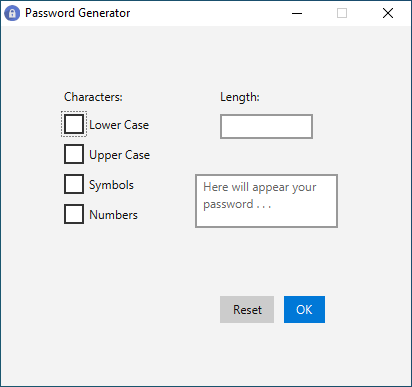 Password Generator
Characters:
Lower Case
Upper Case
Symbols
Numbers
Length:
Here will appear your
password . . .
Reset
OK